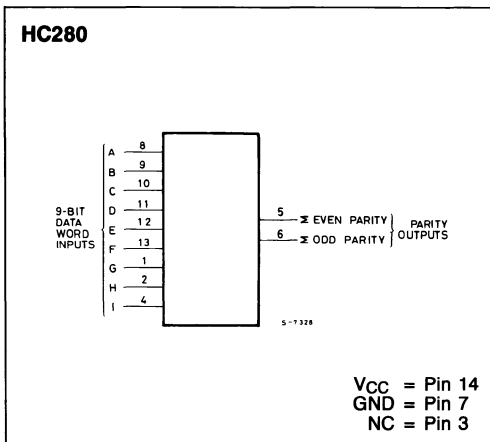 HC280
A 8
B 9
C 10
D 11
E 12
F 13
G 1
H 2
I 4
9-BIT
DATA
WORD
INPUTS
5 Σ EVEN PARITY
6 Σ ODD PARITY
PARITY
OUTPUTS
S-7328
VCC = Pin 14
GND = Pin 7
NC = Pin 3